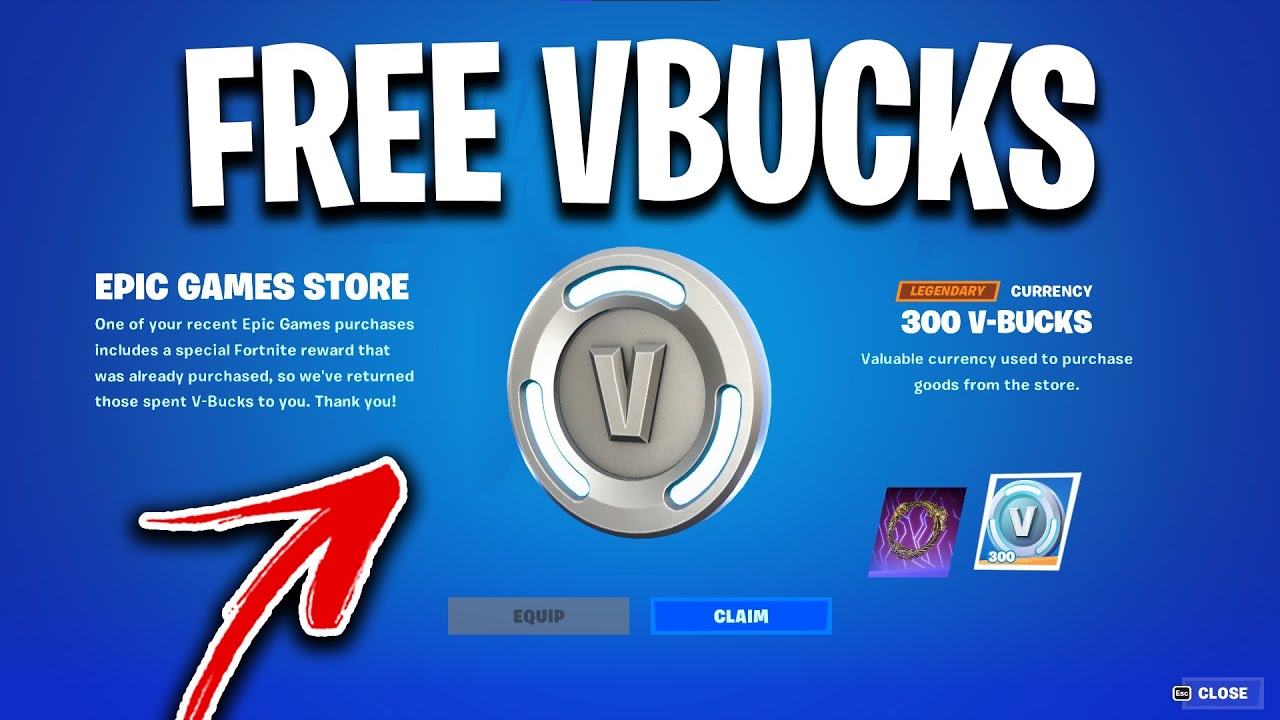 FREE VBUCKS
EPIC GAMES STORE
One of your recent Epic Games purchases
includes a special Fortnite reward that
was already purchased, so we've returned
those spent V-Bucks to you. Thank you!
V
LEGENDARY CURRENCY
300 V-BUCKS
Valuable currency used to purchase
goods from the store.
V
300
EQUIP
CLAIM
Esc CLOSE